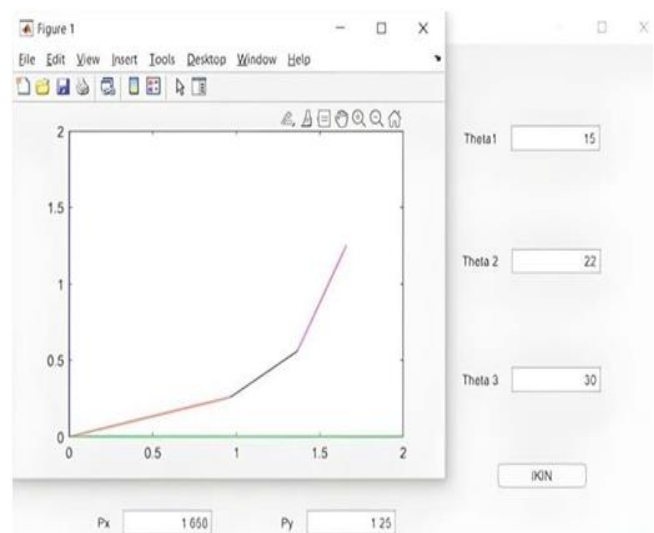 Figure 1
File Edit View Insert Tools Desktop Window Help
2
1.5
1
0.5
0
0 0.5 1 1.5 2
Theta1 15
Theta 2 22
Theta 3 30
IKIN
Px 1 650 Py 1 25